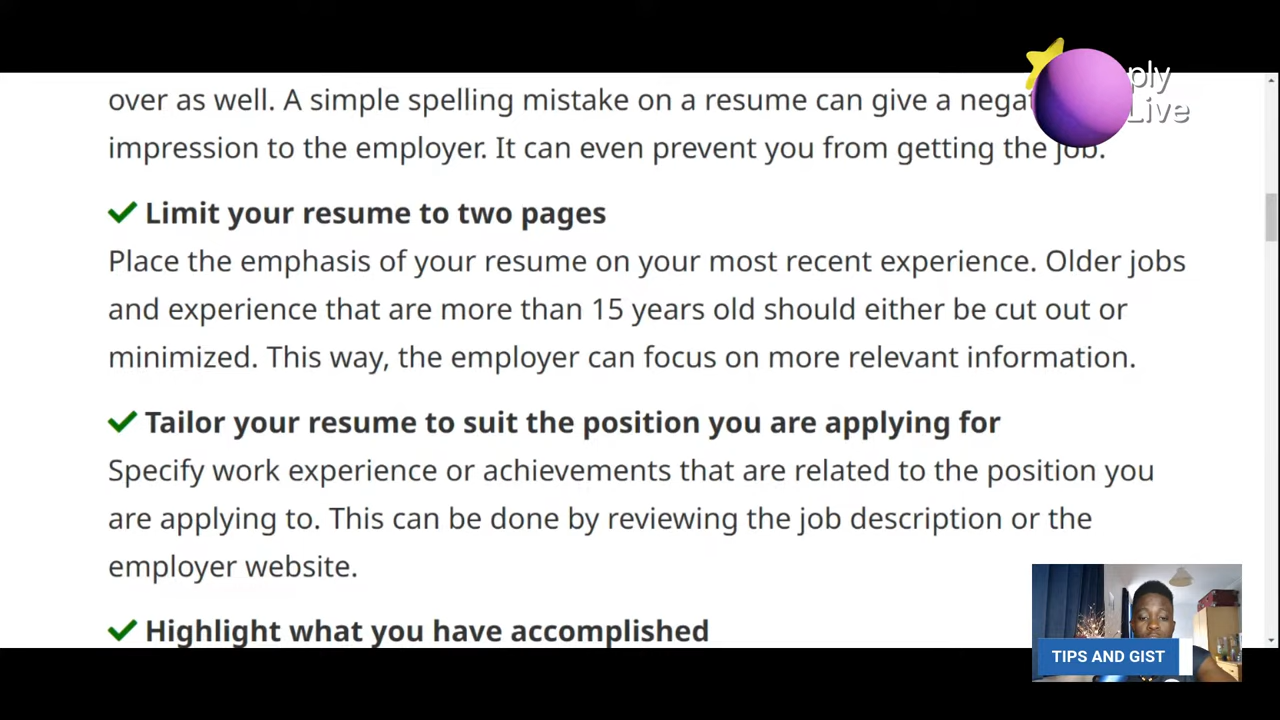 over as well. A simple spelling mistake on a resume can give a
impression to the employer. It can even prevent you from getting the job.
Limit your resume to two pages
Place the emphasis of your resume on your most recent experience. Older jobs
and experience that are more than 15 years old should either be cut out or
minimized. This way, the employer can focus on more relevant information.
Tailor your resume to suit the position you are applying for
Specify work experience or achievements that are related to the position you
are applying to. This can be done by reviewing the job description or the
employer website.
Highlight what you have accomplished
ply
Live
TIPS AND GIST